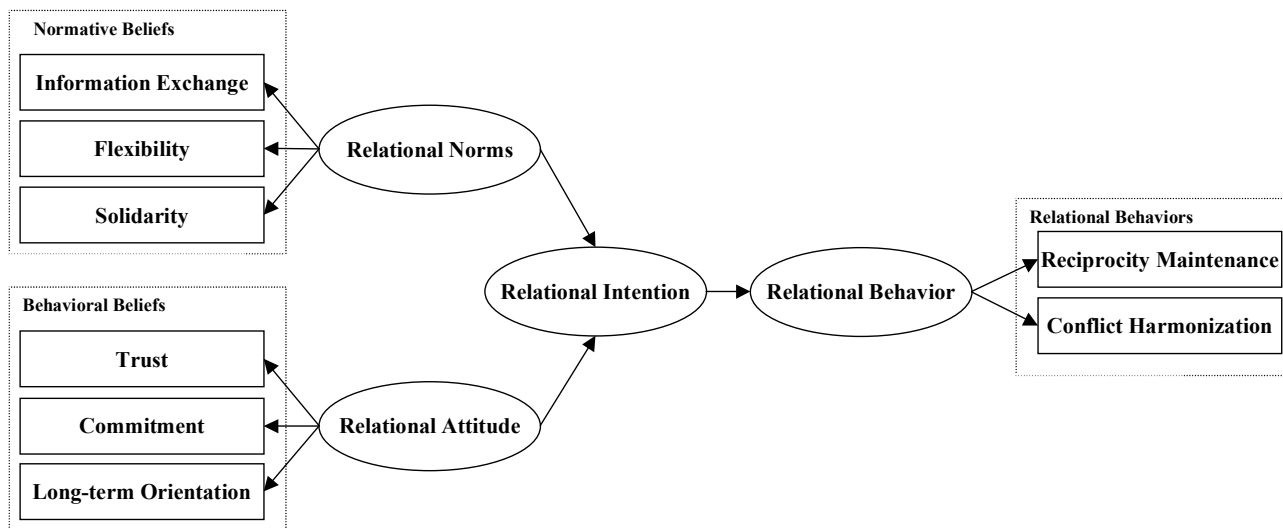 Normative Beliefs
Information Exchange
Flexibility
Solidarity
Relational Norms
Behavioral Beliefs
Trust
Commitment
Long-term Orientation
Relational Attitude
Relational Intention
Relational Behavior
Relational Behaviors
Reciprocity Maintenance
Conflict Harmonization